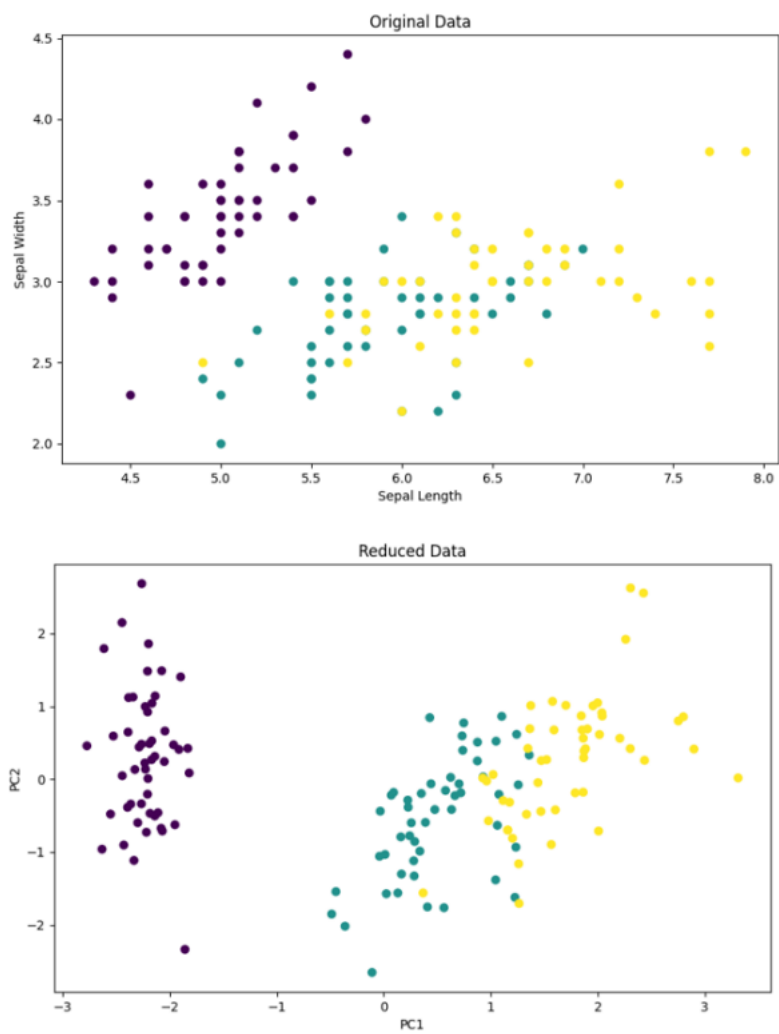 Original Data
4.5
4.0
3.5
3.0
2.5
2.0
Sepal Width
4.5 5.0 5.5 6.0 6.5 7.0 7.5 8.0
Sepal Length
Reduced Data
2
1
0
−1
−2
PC2
−3 −2 −1 0 1 2 3
PC1